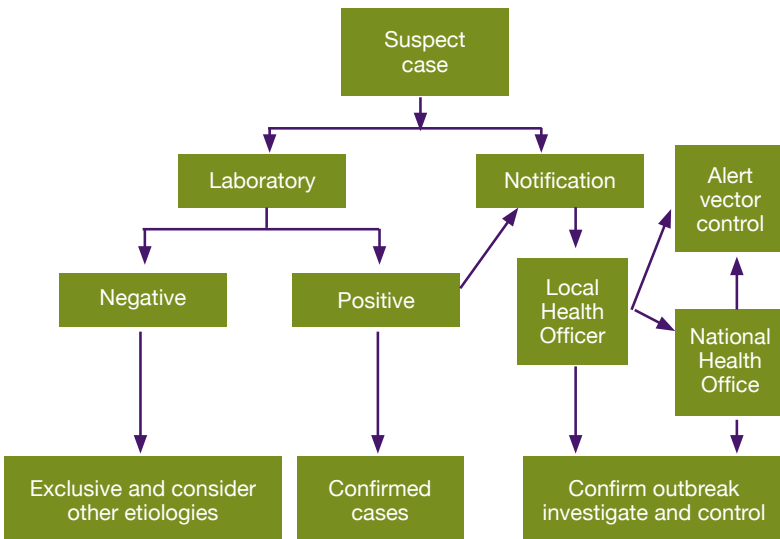 Suspect
case
Laboratory
Notification
Alert
vector
control
Negative
Positive
Local
Health
Officer
National
Health
Office
Exclusive and consider
other etiologies
Confirmed
cases
Confirm outbreak
investigate and control